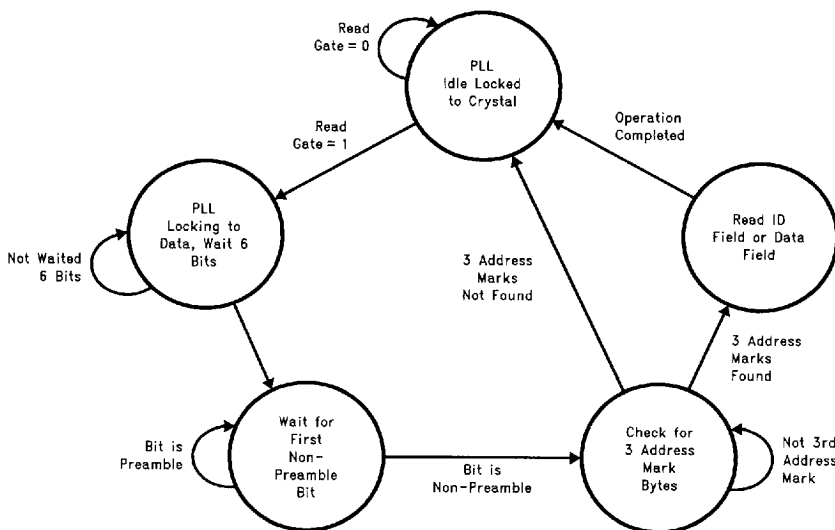 Read
Gate = 0
PLL
Idle Locked
to Crystal
Operation
Completed
Read
Gate = 1
PLL
Locking to
Data, Wait 6
Bits
Not Waited
6 Bits
3 Address
Marks
Not Found
Read ID
Field or Data
Field
3 Address
Marks
Found
Bit is
Preamble
Wait for
First
Non-
Preamble
Bit
Bit is
Non-Preamble
Check for
3 Address
Mark
Bytes
Not 3rd
Address
Mark